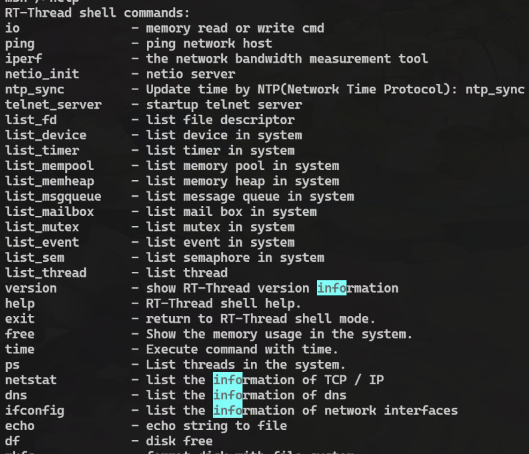 msh />help
RT-Thread shell commands:
io - memory read or write cmd
ping - ping network host
iperf - the network bandwidth measurement tool
netio_init - netio server
ntp_sync - Update time by NTP(Network Time Protocol): ntp_sync
telnet_server - startup telnet server
list_fd - list file descriptor
list_device - list device in system
list_timer - list timer in system
list_mempool - list memory pool in system
list_memheap - list memory heap in system
list_msgqueue - list message queue in system
list_mailbox - list mail box in system
list_mutex - list mutex in system
list_event - list event in system
list_sem - list semaphore in system
list_thread - list thread
version - show RT-Thread version information
help - RT-Thread shell help.
exit - return to RT-Thread shell mode.
free - Show the memory usage in the system.
time - Execute command with time.
ps - List threads in the system.
netstat - list the information of TCP / IP
dns - list the information of dns
ifconfig - list the information of network interfaces
echo - echo string to file
df - disk free
mkfs - format disk with file system